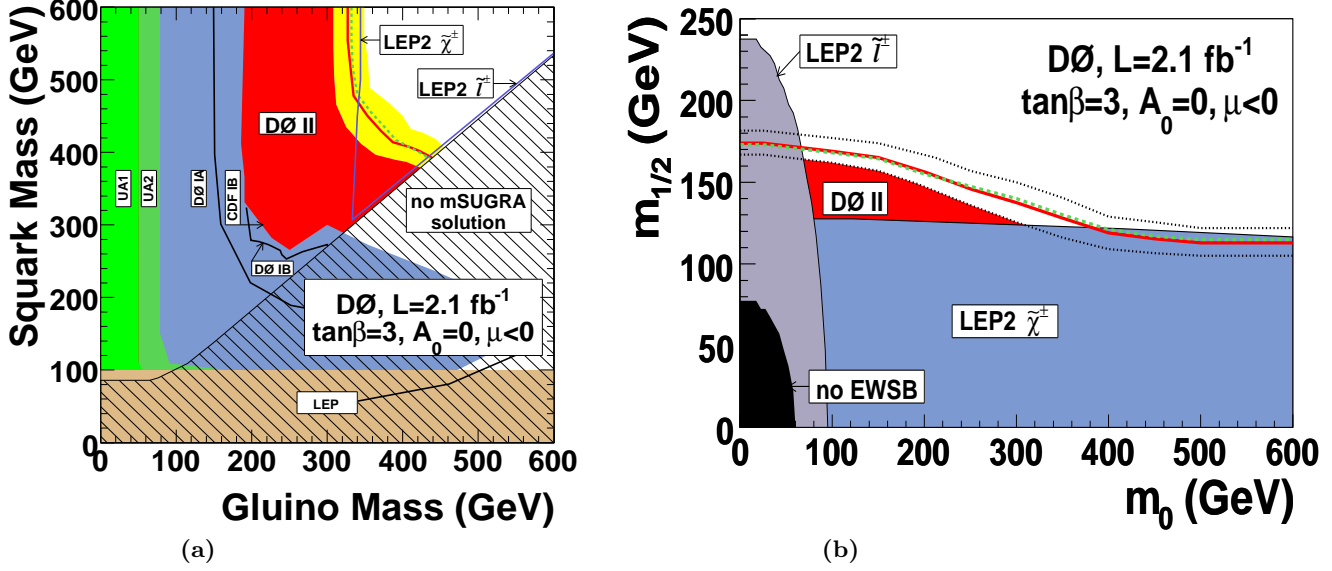 Squark Mass (GeV)
600
500
400
300
200
100
0
0 100 200 300 400 500 600
Gluino Mass (GeV)
UA1
UA2
DØ IA
CDF IB
DØ IB
DØ II
LEP2 χ̃±
LEP2 l̃±
no mSUGRA
solution
DØ, L=2.1 fb⁻¹
tanβ=3, A₀=0, μ<0
LEP
(a)
m₁/₂ (GeV)
250
200
150
100
50
0
0 100 200 300 400 500 600
m₀ (GeV)
LEP2 l̃±
DØ, L=2.1 fb⁻¹
tanβ=3, A₀=0, μ<0
DØ II
LEP2 χ̃±
no EWSB
(b)